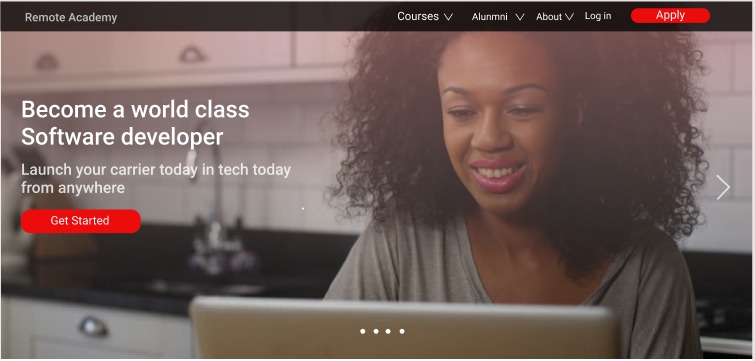 Remote Academy
Courses Alunmni About Log in Apply
Become a world class
Software developer
Launch your carrier today in tech today
from anywhere
Get Started